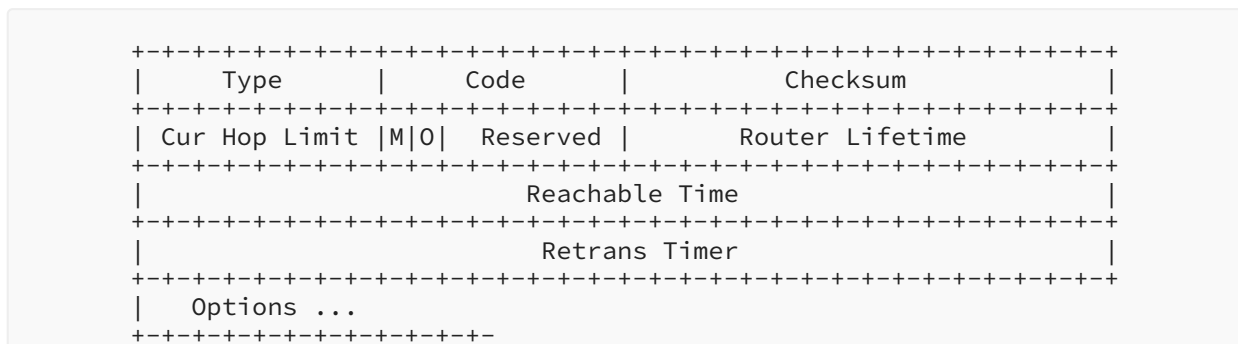 +-+-+-+-+-+-+-+-+-+-+-+-+-+-+-+-+-+-+-+-+-+-+-+-+-+-+-+-+-+-+-+-+
|     Type      |     Code      |          Checksum             |
+-+-+-+-+-+-+-+-+-+-+-+-+-+-+-+-+-+-+-+-+-+-+-+-+-+-+-+-+-+-+-+-+
| Cur Hop Limit |M|O|  Reserved |       Router Lifetime         |
+-+-+-+-+-+-+-+-+-+-+-+-+-+-+-+-+-+-+-+-+-+-+-+-+-+-+-+-+-+-+-+-+
|                         Reachable Time                        |
+-+-+-+-+-+-+-+-+-+-+-+-+-+-+-+-+-+-+-+-+-+-+-+-+-+-+-+-+-+-+-+-+
|                          Retrans Timer                        |
+-+-+-+-+-+-+-+-+-+-+-+-+-+-+-+-+-+-+-+-+-+-+-+-+-+-+-+-+-+-+-+-+
|   Options ...
+-+-+-+-+-+-+-+-+-+-+-+-